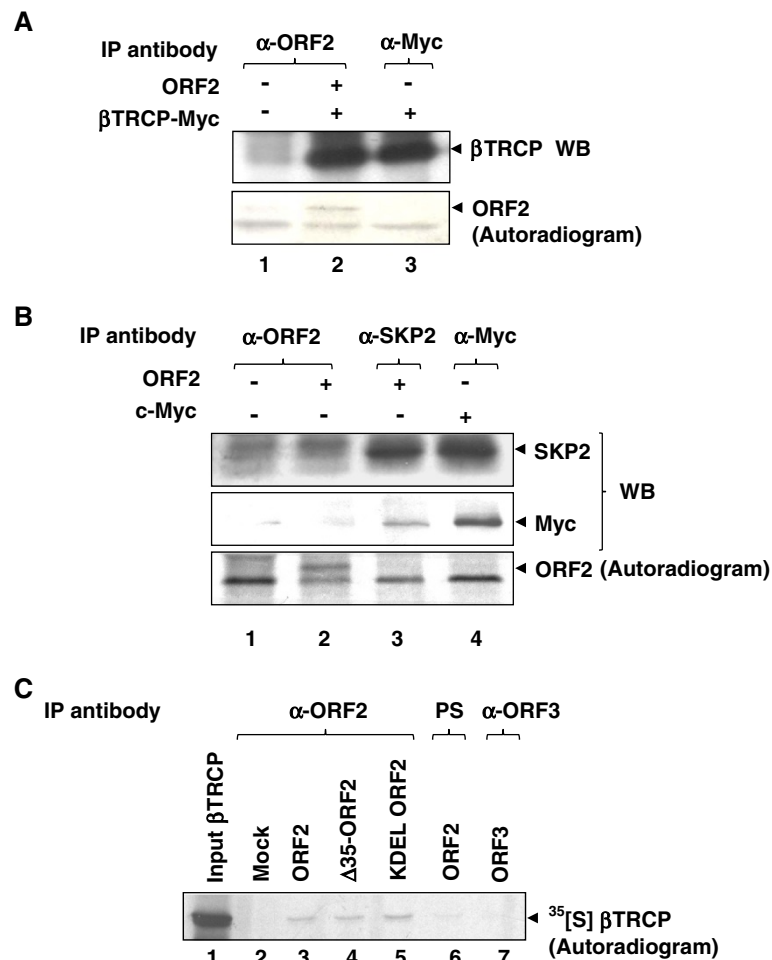 A
IP antibody α-ORF2 α-Myc
ORF2 - + -
βTRCP-Myc - + +
βTRCP WB
ORF2
(Autoradiogram)
1 2 3
B
IP antibody α-ORF2 α-SKP2 α-Myc
ORF2 - + + -
c-Myc - - - +
SKP2
WB
Myc
ORF2 (Autoradiogram)
1 2 3 4
C
IP antibody α-ORF2 PS α-ORF3
Input βTRCP
Mock
ORF2
Δ35-ORF2
KDEL ORF2
ORF2
ORF3
³⁵[S] βTRCP
(Autoradiogram)
1 2 3 4 5 6 7